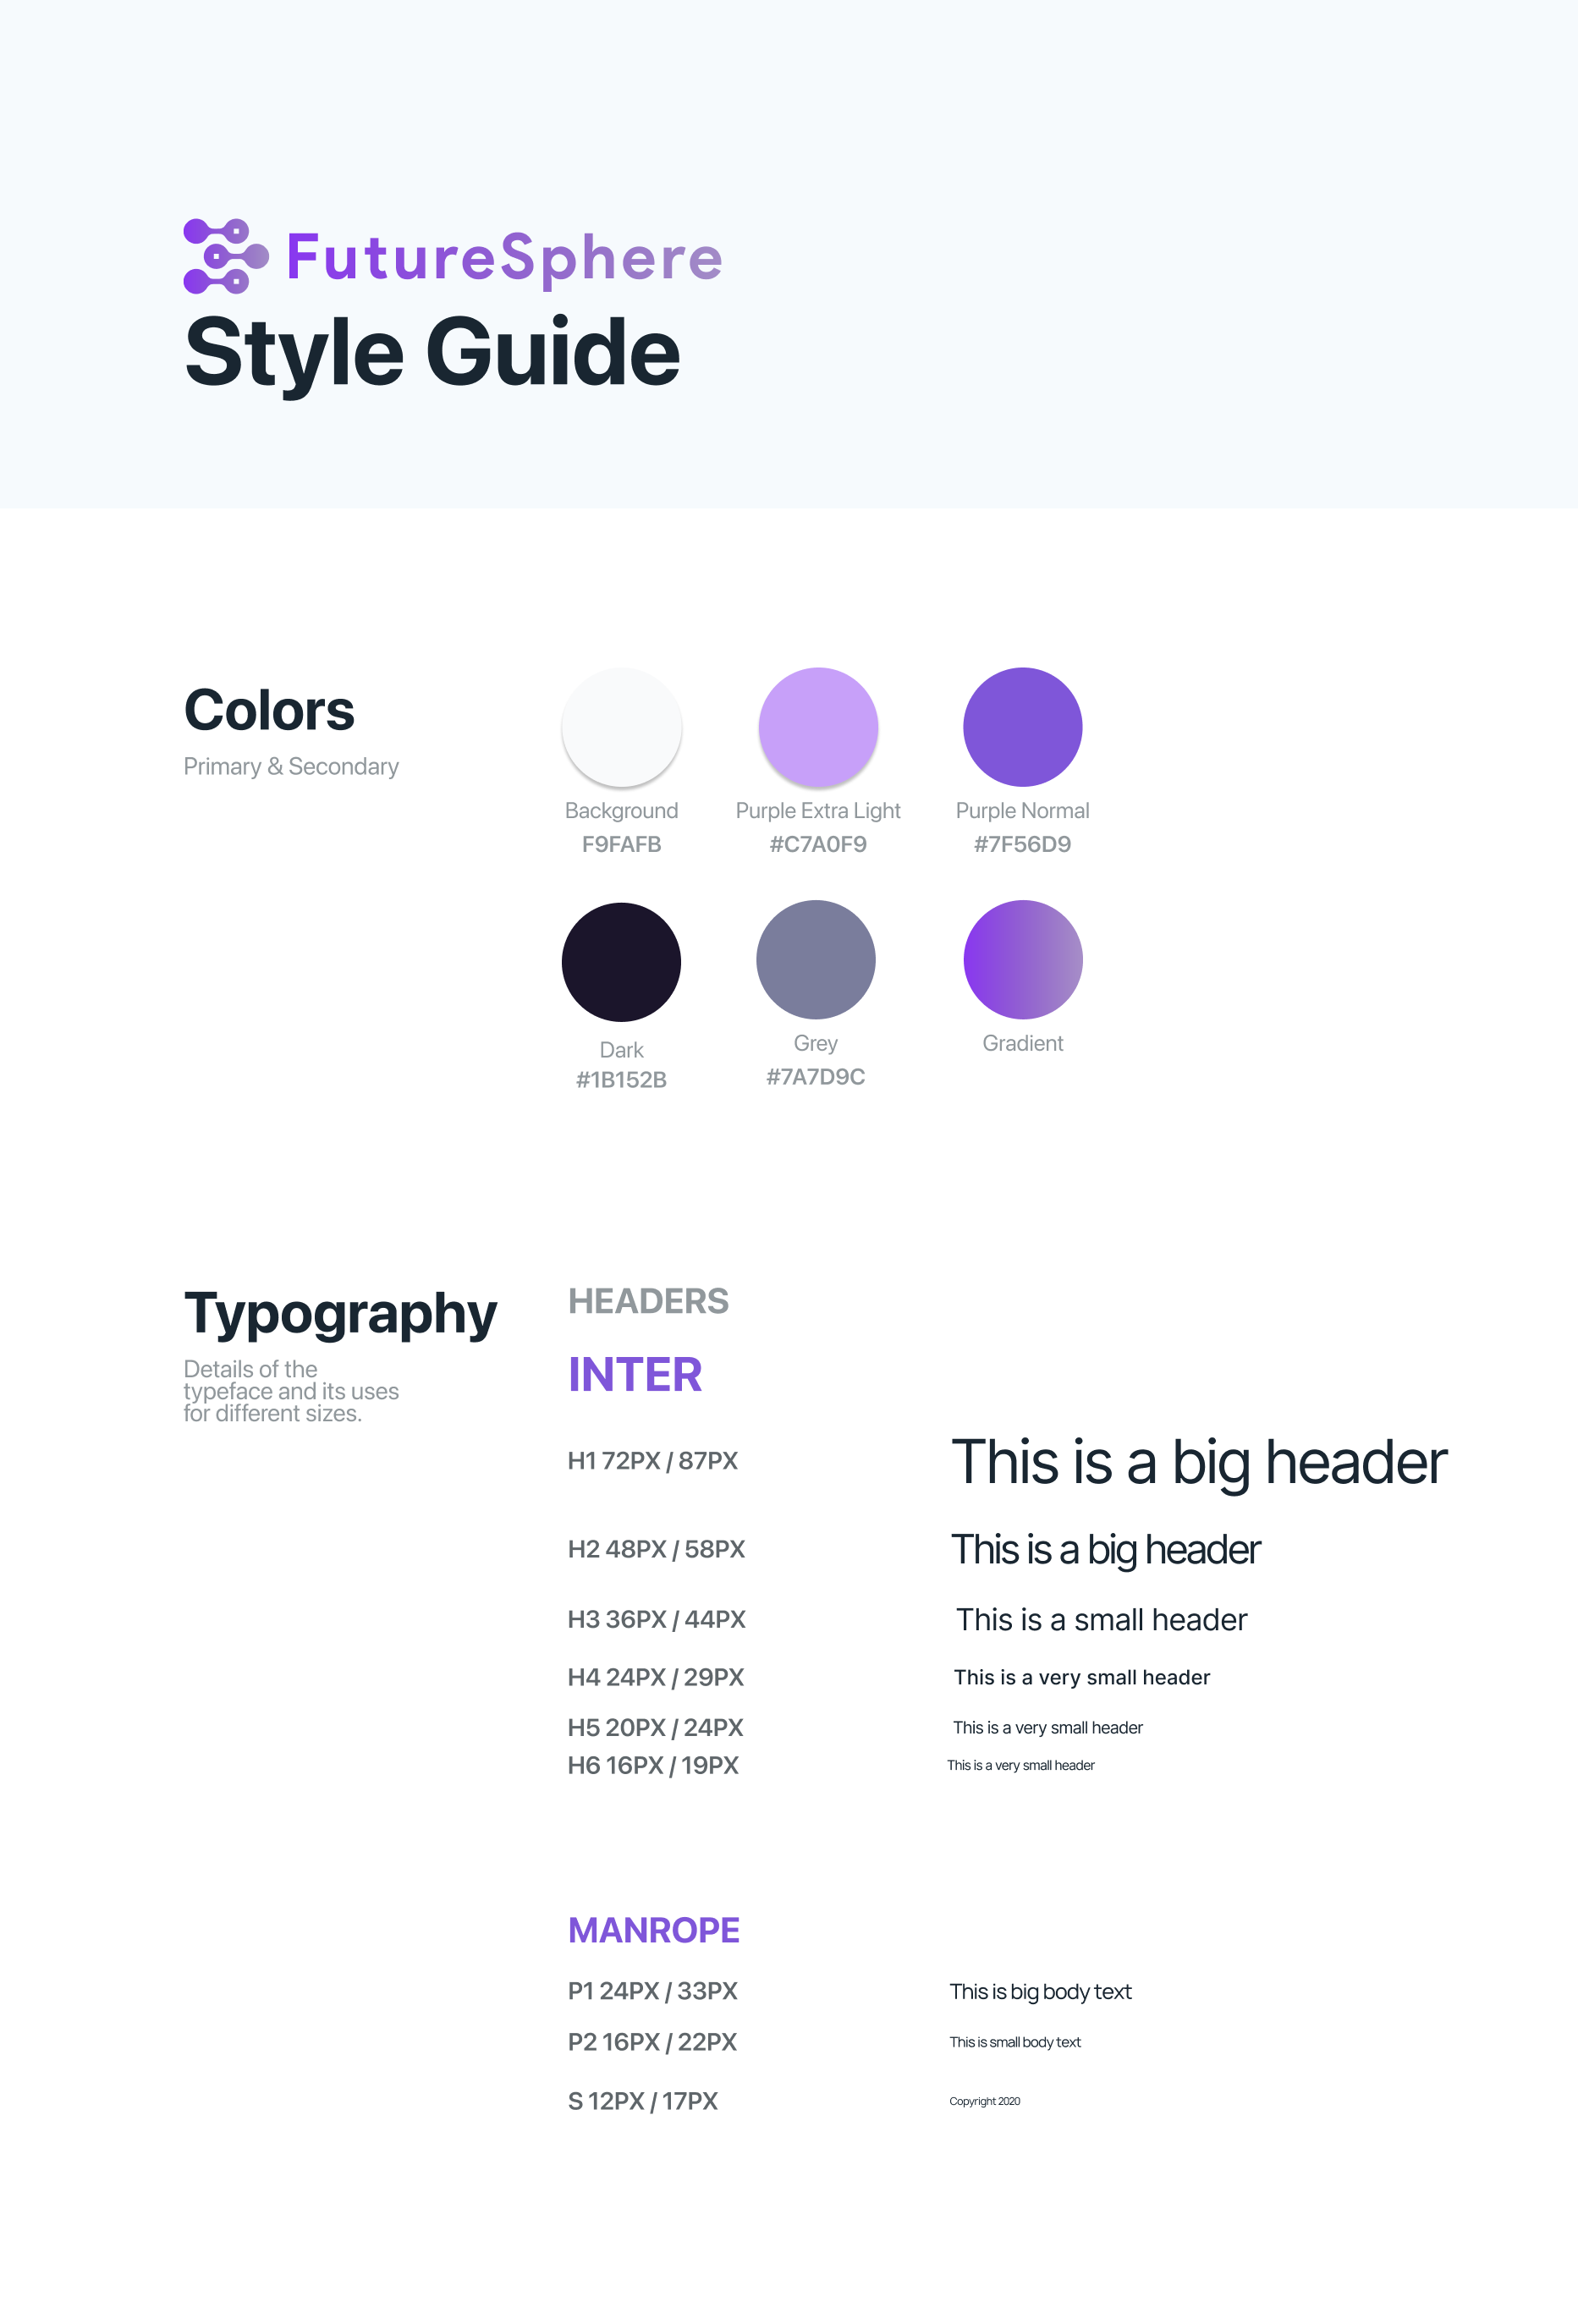 FutureSphere
Style Guide
Colors
Primary & Secondary
Background
F9FAFB
Purple Extra Light
#C7A0F9
Purple Normal
#7F56D9
Dark
#1B152B
Grey
#7A7D9C
Gradient
Typography
Details of the
typeface and its uses
for different sizes.
HEADERS
INTER
H1 72PX / 87PX
This is a big header
H2 48PX / 58PX
This is a big header
H3 36PX / 44PX
This is a small header
H4 24PX / 29PX
This is a very small header
H5 20PX / 24PX
This is a very small header
H6 16PX / 19PX
This is a very small header
MANROPE
P1 24PX / 33PX
This is big body text
P2 16PX / 22PX
This is small body text
S 12PX / 17PX
Copyright 2020